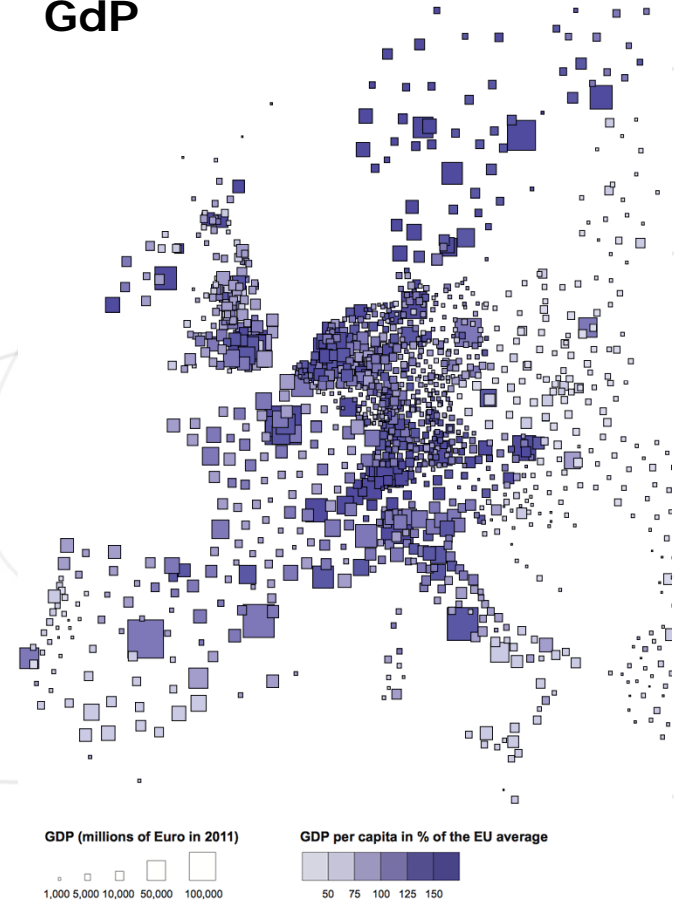 GdP
GDP (millions of Euro in 2011)
1,000 5,000 10,000 50,000 100,000
GDP per capita in % of the EU average
50 75 100 125 150